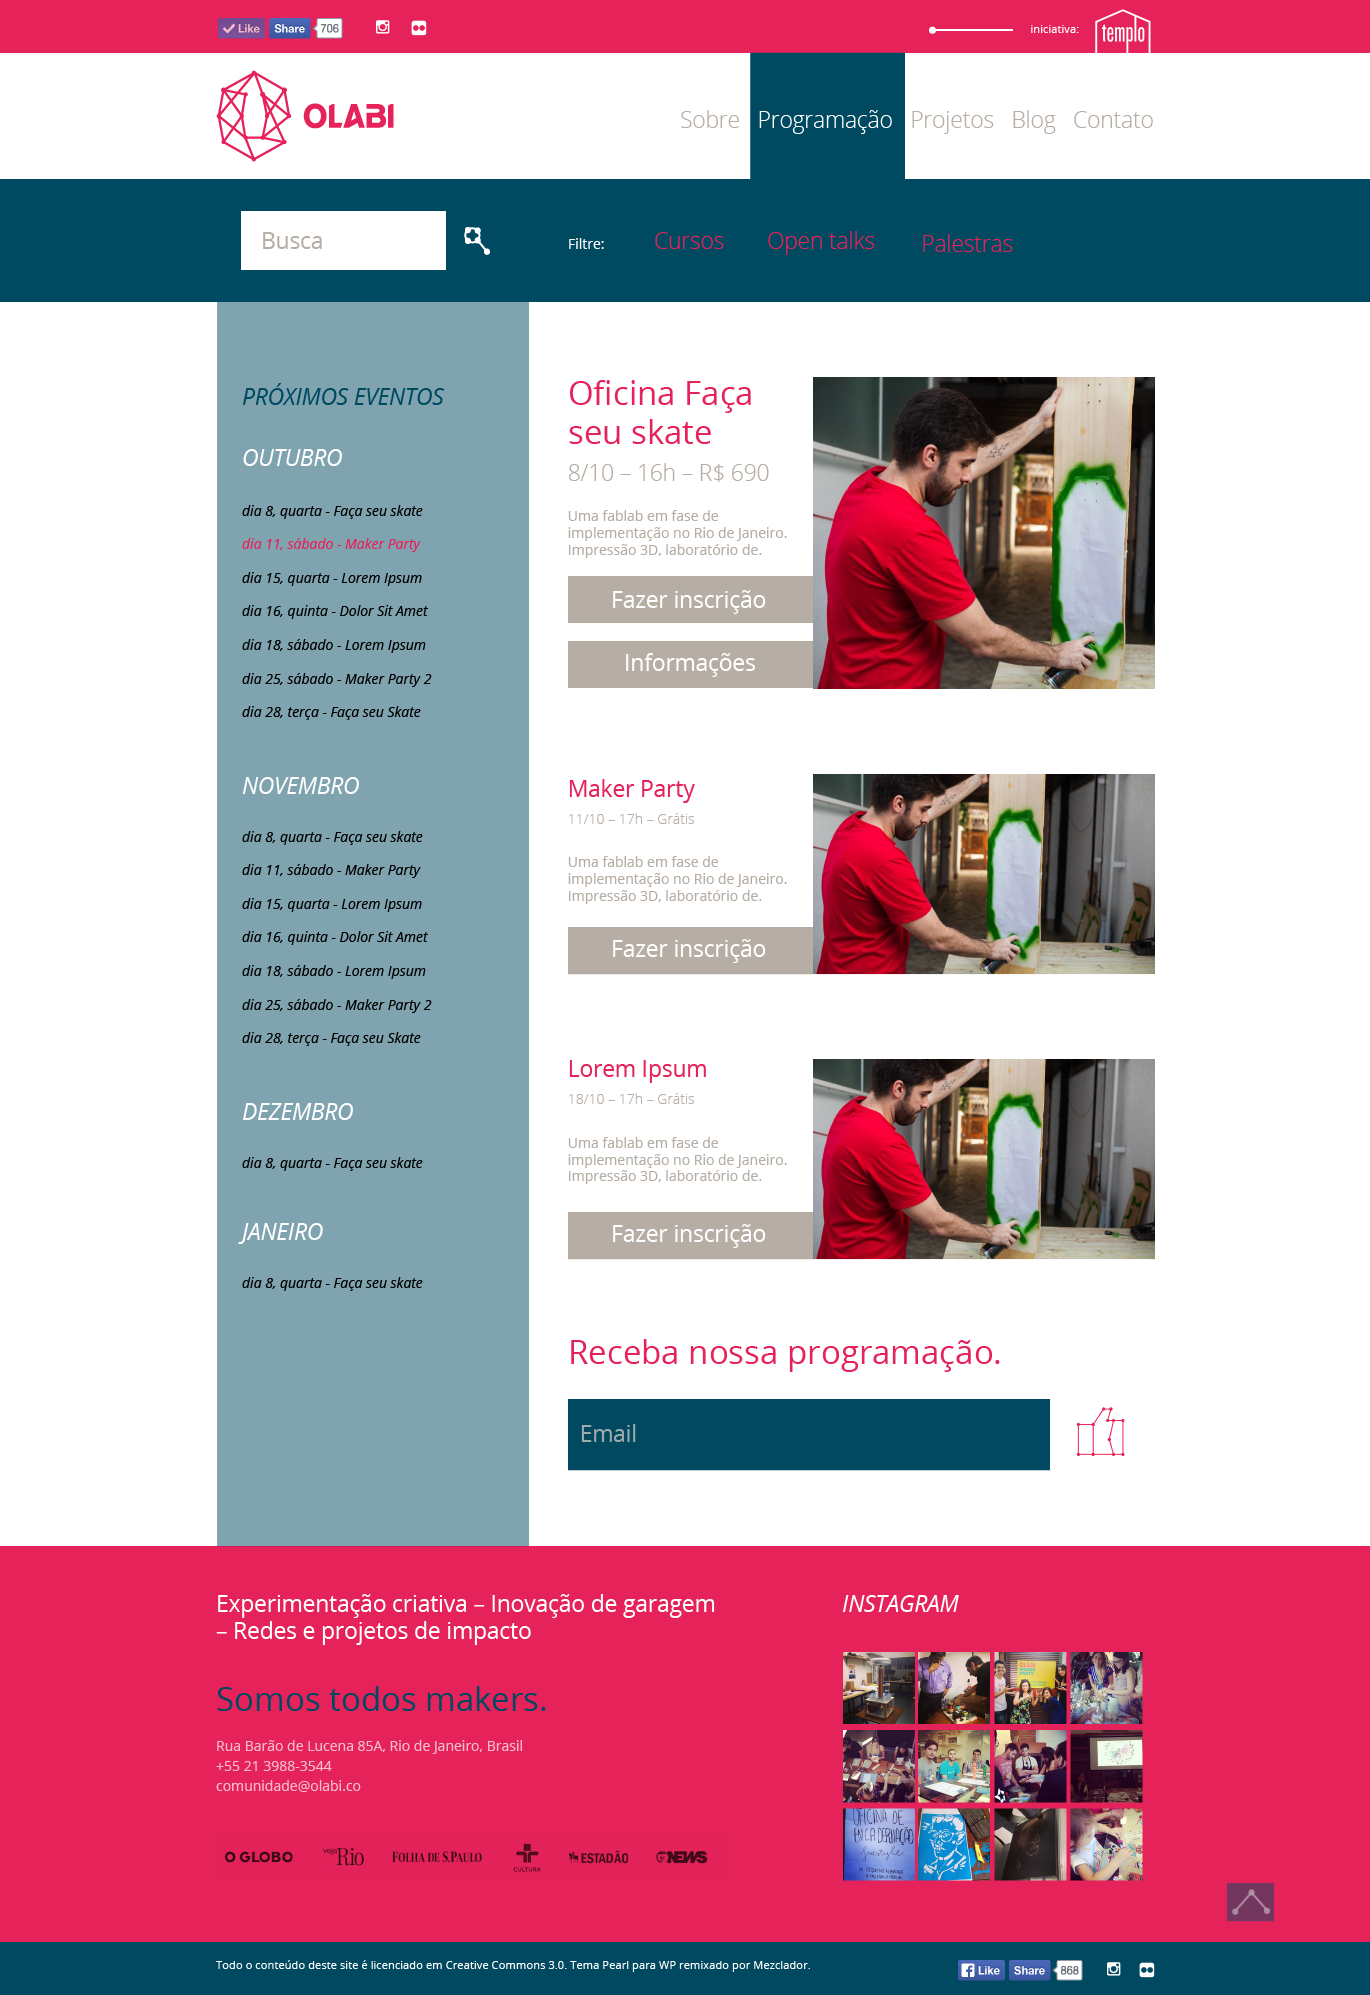 Like Share 706
iniciativa: templo
OLABI
Sobre Programação Projetos Blog Contato
Busca
Filtre: Cursos Open talks Palestras
PRÓXIMOS EVENTOS
OUTUBRO
dia 8, quarta - Faça seu skate
dia 11, sábado - Maker Party
dia 15, quarta - Lorem Ipsum
dia 16, quinta - Dolor Sit Amet
dia 18, sábado - Lorem Ipsum
dia 25, sábado - Maker Party 2
dia 28, terça - Faça seu Skate
NOVEMBRO
dia 8, quarta - Faça seu skate
dia 11, sábado - Maker Party
dia 15, quarta - Lorem Ipsum
dia 16, quinta - Dolor Sit Amet
dia 18, sábado - Lorem Ipsum
dia 25, sábado - Maker Party 2
dia 28, terça - Faça seu Skate
DEZEMBRO
dia 8, quarta - Faça seu skate
JANEIRO
dia 8, quarta - Faça seu skate
Oficina Faça
seu skate
8/10 – 16h – R$ 690
Uma fablab em fase de
implementação no Rio de Janeiro.
Impressão 3D, laboratório de.
Fazer inscrição
Informações
Maker Party
11/10 – 17h – Grátis
Uma fablab em fase de
implementação no Rio de Janeiro.
Impressão 3D, laboratório de.
Fazer inscrição
Lorem Ipsum
18/10 – 17h – Grátis
Uma fablab em fase de
implementação no Rio de Janeiro.
Impressão 3D, laboratório de.
Fazer inscrição
Receba nossa programação.
Email
Experimentação criativa – Inovação de garagem
– Redes e projetos de impacto
Somos todos makers.
Rua Barão de Lucena 85A, Rio de Janeiro, Brasil
+55 21 3988-3544
comunidade@olabi.co
O GLOBO veja Rio FOLHA DE S.PAULO CULTURA ESTADÃO G NEWS
INSTAGRAM
OLABI
OFICINA DE
ENCADERNAÇÃO
Todo o conteúdo deste site é licenciado em Creative Commons 3.0. Tema Pearl para WP remixado por Mezclador.
Like Share 868